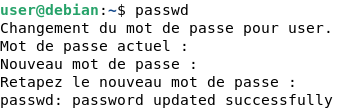 user@debian:~$ passwd
Changement du mot de passe pour user.
Mot de passe actuel :
Nouveau mot de passe :
Retapez le nouveau mot de passe :
passwd: password updated successfully